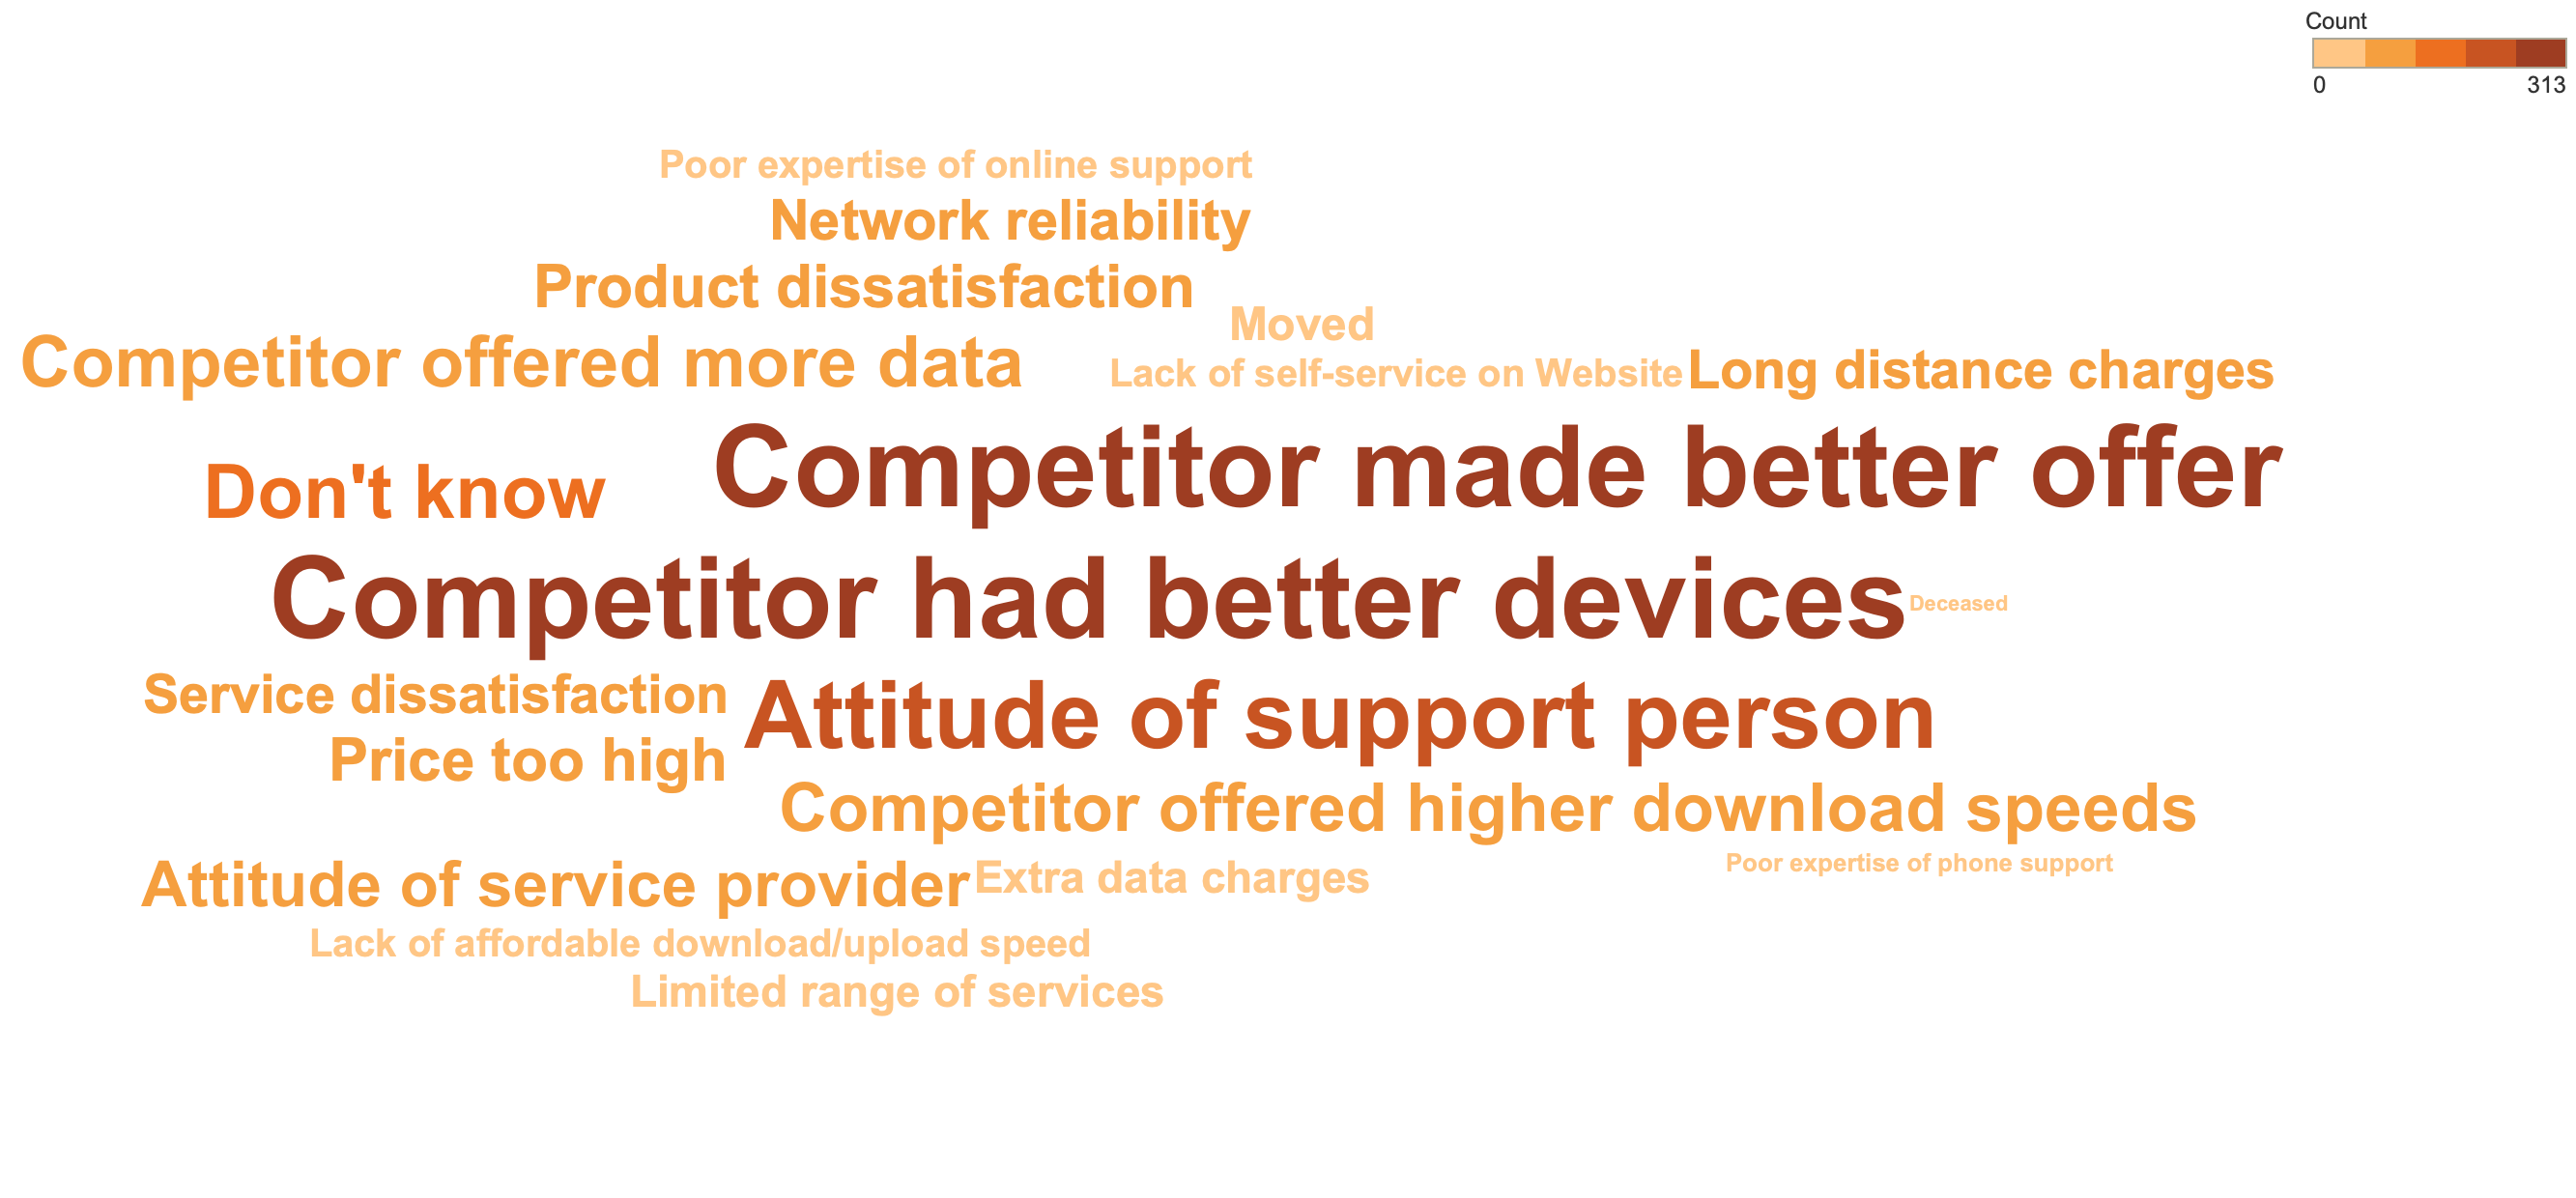 Count
0 313
Poor expertise of online support
Network reliability
Product dissatisfaction
Moved
Competitor offered more data
Lack of self-service on Website
Long distance charges
Competitor made better offer
Don't know
Competitor had better devices
Deceased
Service dissatisfaction
Attitude of support person
Price too high
Competitor offered higher download speeds
Poor expertise of phone support
Attitude of service provider
Extra data charges
Lack of affordable download/upload speed
Limited range of services